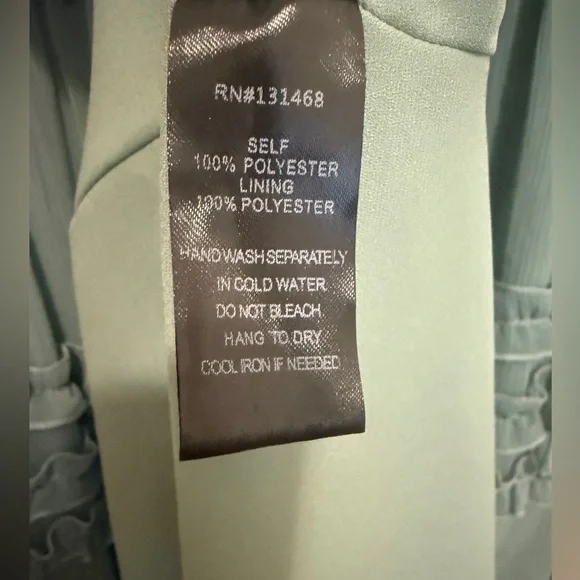 RN#131468
SELF
100% POLYESTER
LINING
100% POLYESTER
HAND WASH SEPARATELY
IN COLD WATER
DO NOT BLEACH
HANG TO DRY
COOL IRON IF NEEDED